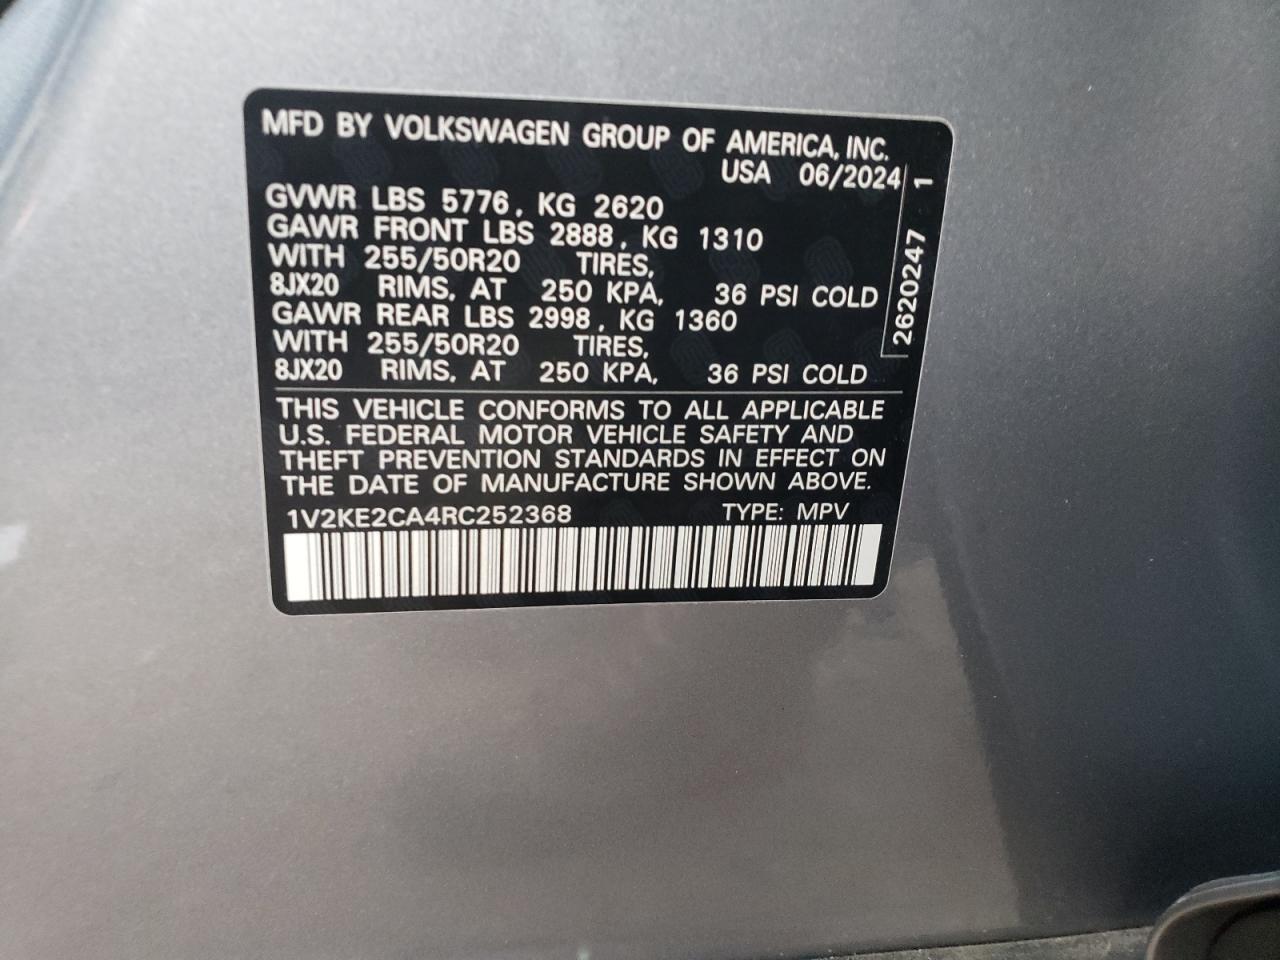 MFD BY VOLKSWAGEN GROUP OF AMERICA, INC.
USA 06/2024
GVWR LBS 5776, KG 2620
GAWR FRONT LBS 2888, KG 1310
WITH 255/50R20 TIRES,
8JX20 RIMS, AT 250 KPA, 36 PSI COLD
GAWR REAR LBS 2998, KG 1360
WITH 255/50R20 TIRES,
8JX20 RIMS, AT 250 KPA, 36 PSI COLD
2620247 1
THIS VEHICLE CONFORMS TO ALL APPLICABLE
U.S. FEDERAL MOTOR VEHICLE SAFETY AND
THEFT PREVENTION STANDARDS IN EFFECT ON
THE DATE OF MANUFACTURE SHOWN ABOVE.
1V2KE2CA4RC252368 TYPE: MPV